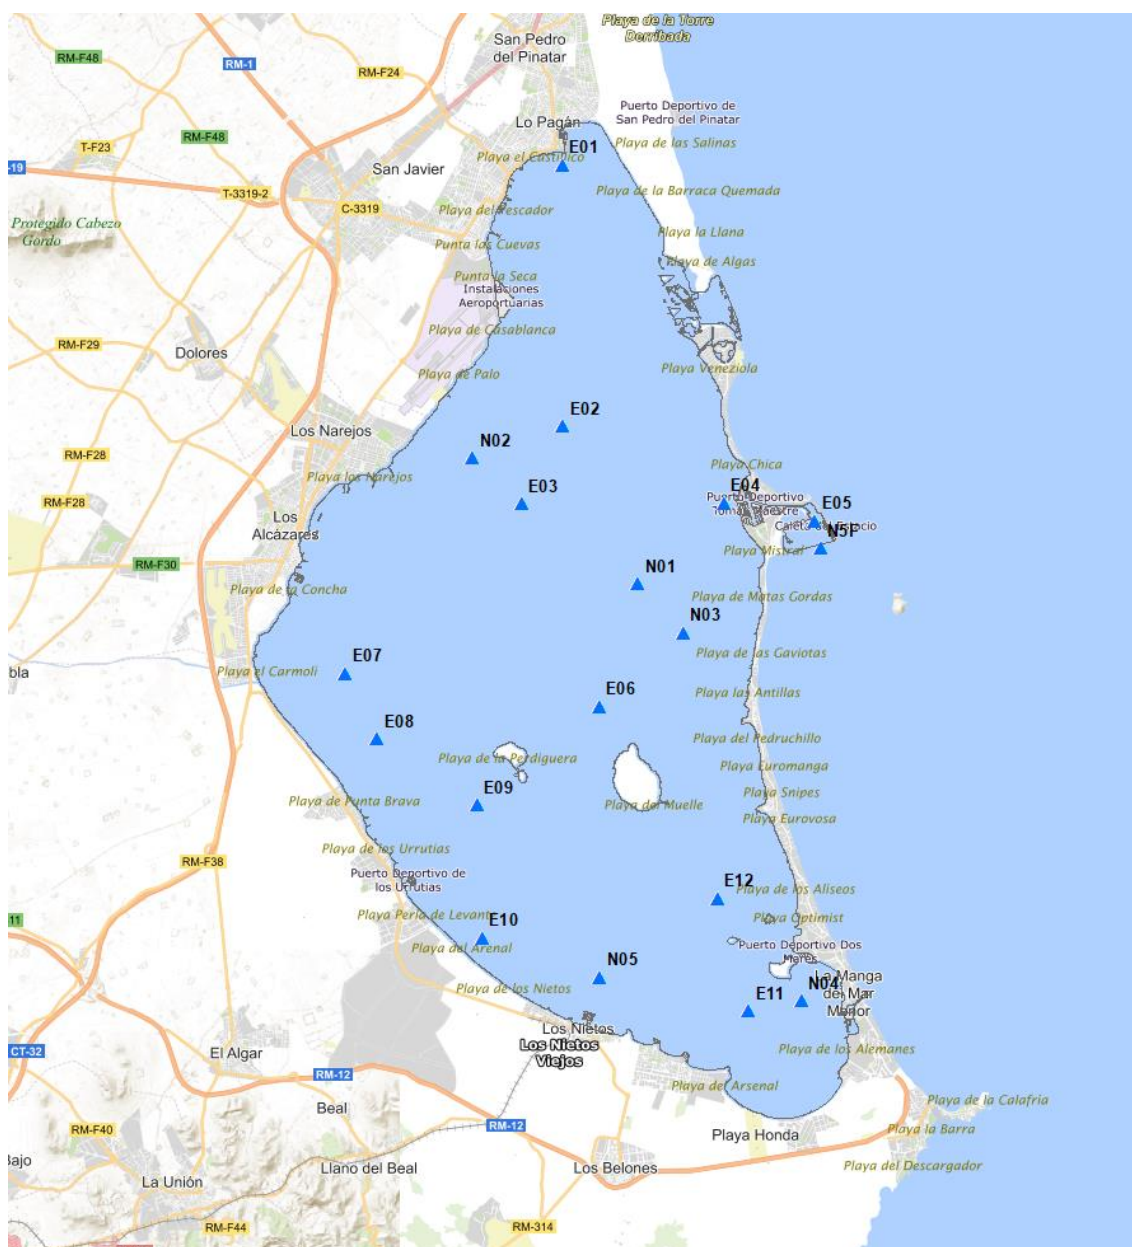 Playa de la Torre
Derribada
San Pedro
del Pinatar
RM-F48
RM-1
RM-F24
Puerto Deportivo de
San Pedro del Pinatar
Lo Pagán
RM-F48
T-F23
Playa de las Salinas
E01
Playa el Castillico
-19
San Javier
T-3319-2
Playa de la Barraca Quemada
C-3319
Playa del Pescador
Protegido Cabezo
Gordo
Playa la Llana
Punta las Cuevas
Playa de Algas
Punta la Seca
Instalaciones
Aeroportuarias
Playa de Casablanca
RM-F29
Dolores
Playa Veneziola
Playa de Palo
E02
Los Narejos
N02
RM-F28
Playa Chica
Playa los Narejos
E03
E04
Puerto Deportivo
Tomás Maestre
RM-F28
E05
Los
Alcázares
N5F
Playa Mistral
RM-F30
N01
Playa de la Concha
Playa de Matas Gordas
N03
Playa de las Gaviotas
E07
Playa el Carmoli
bla
E06
Playa las Antillas
E08
Playa del Pedruchillo
Playa de la Perdiguera
Playa Euromanga
E09
Playa Snipes
Playa de Punta Brava
Playa del Muelle
Playa Eurovosa
Playa de los Urrutias
RM-F38
Puerto Deportivo de
los Urrutias
E12
Playa de los Aliseos
Playa Perla de Levante
Playa Optimist
11
E10
Playa del Arenal
Puerto Deportivo Dos
Mares
N05
La Manga
del Mar
Menor
Playa de los Nietos
N04
E11
Los Nietos
Los Nietos
Viejos
El Algar
CT-32
Playa de los Alemanes
RM-12
Playa del Arsenal
Playa de la Calafria
Beal
RM-12
RM-F40
Playa Honda
Playa la Barra
Bajo
Llano del Beal
Los Belones
Playa del Descargador
La Unión
RM-F44
RM-314